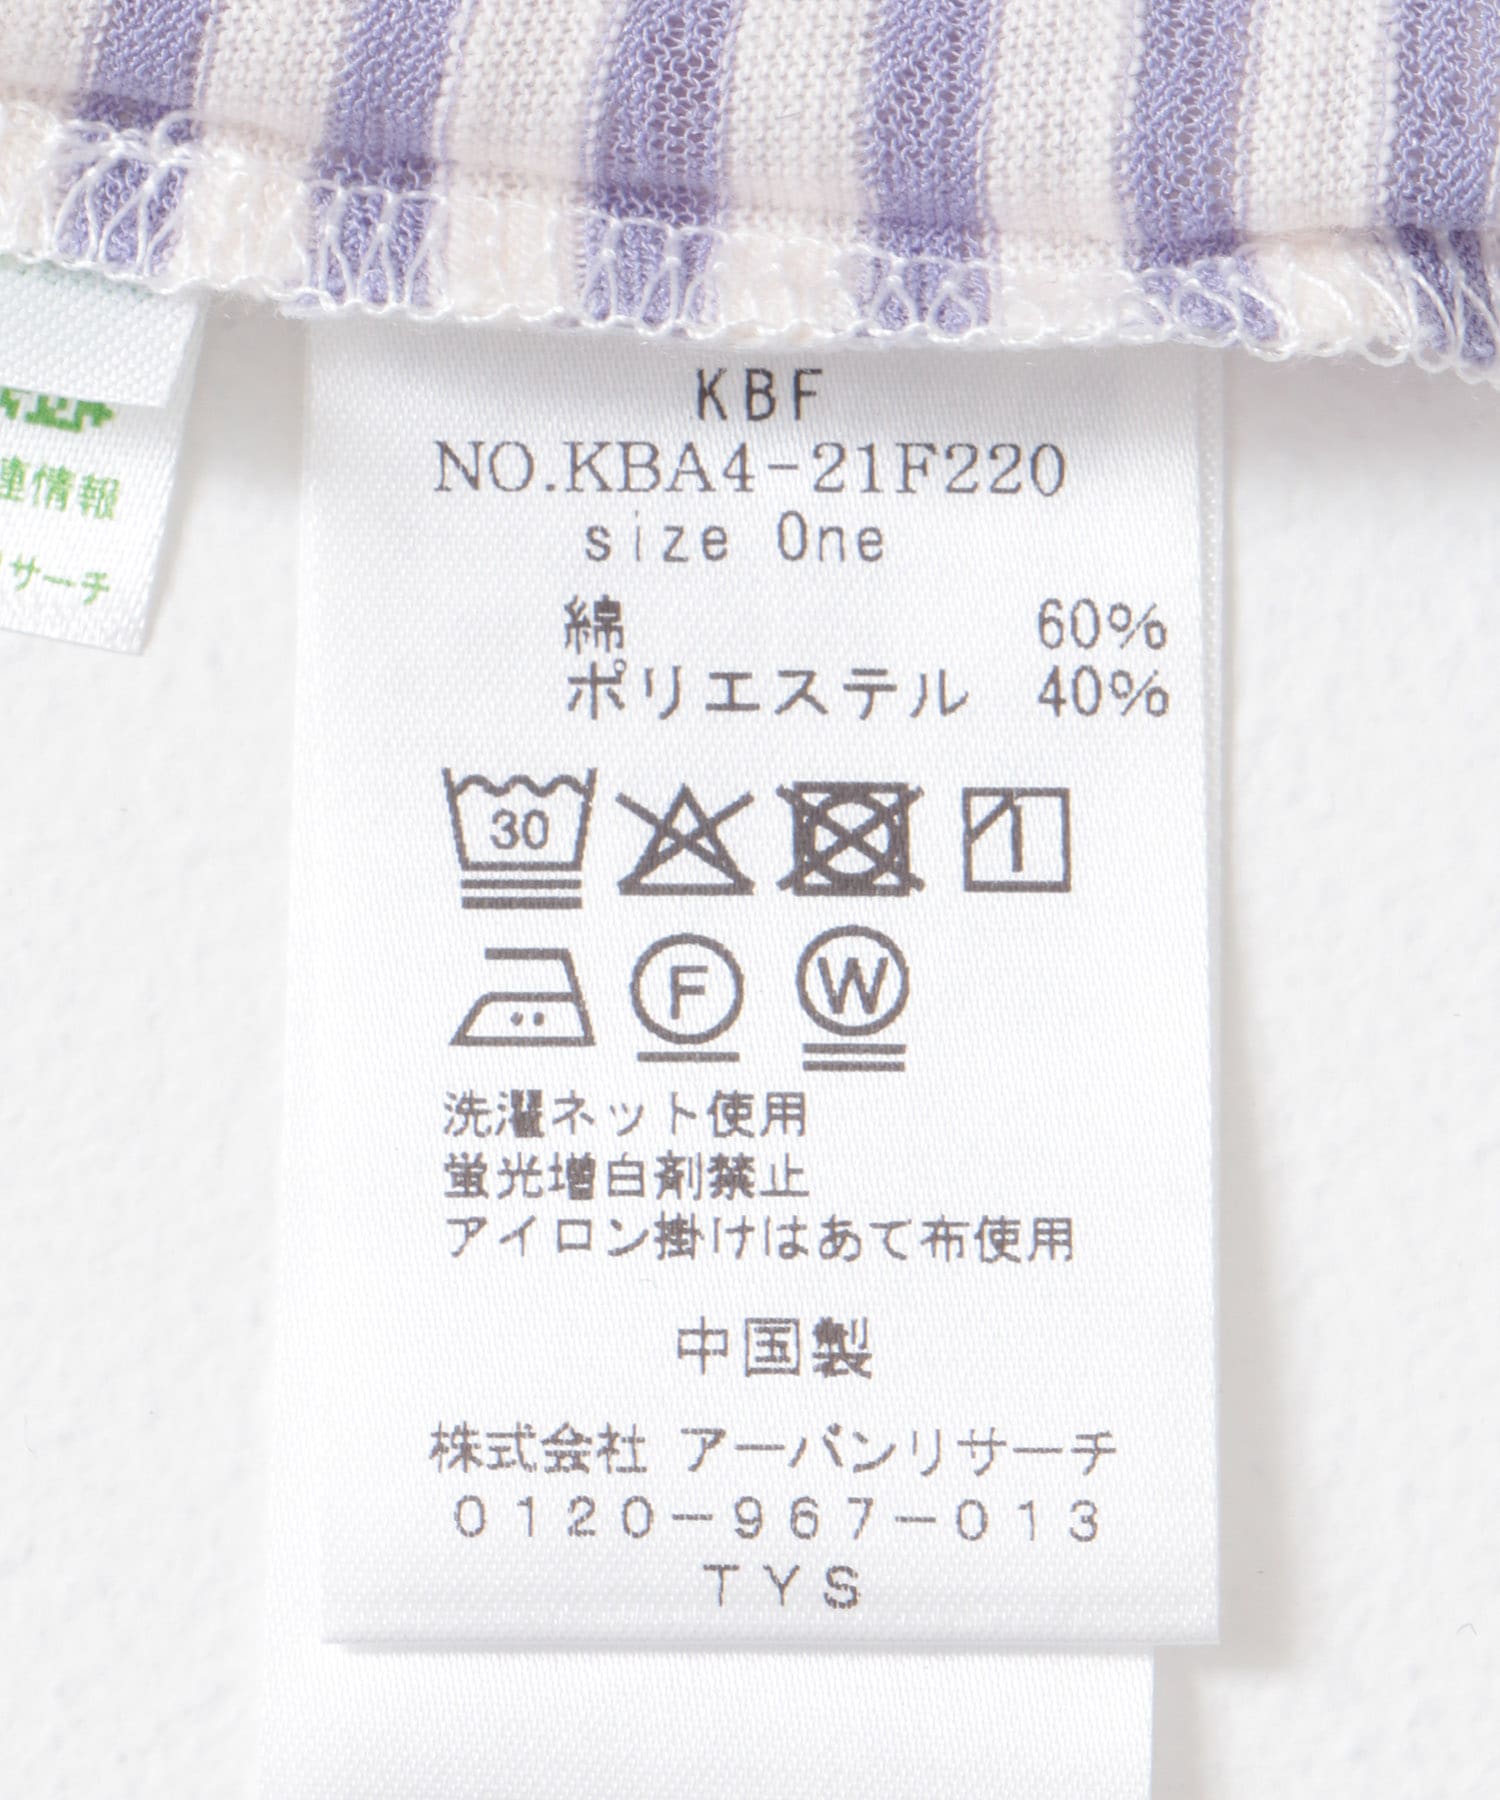 KBF
NO.KBA4-21F220
size One
綿 60%
ポリエステル 40%
30
F
W
洗濯ネット使用
蛍光増白剤禁止
アイロン掛けはあて布使用
中国製
株式会社 アーバンリサーチ
0120-967-013
TYS
連情報
リサーチ